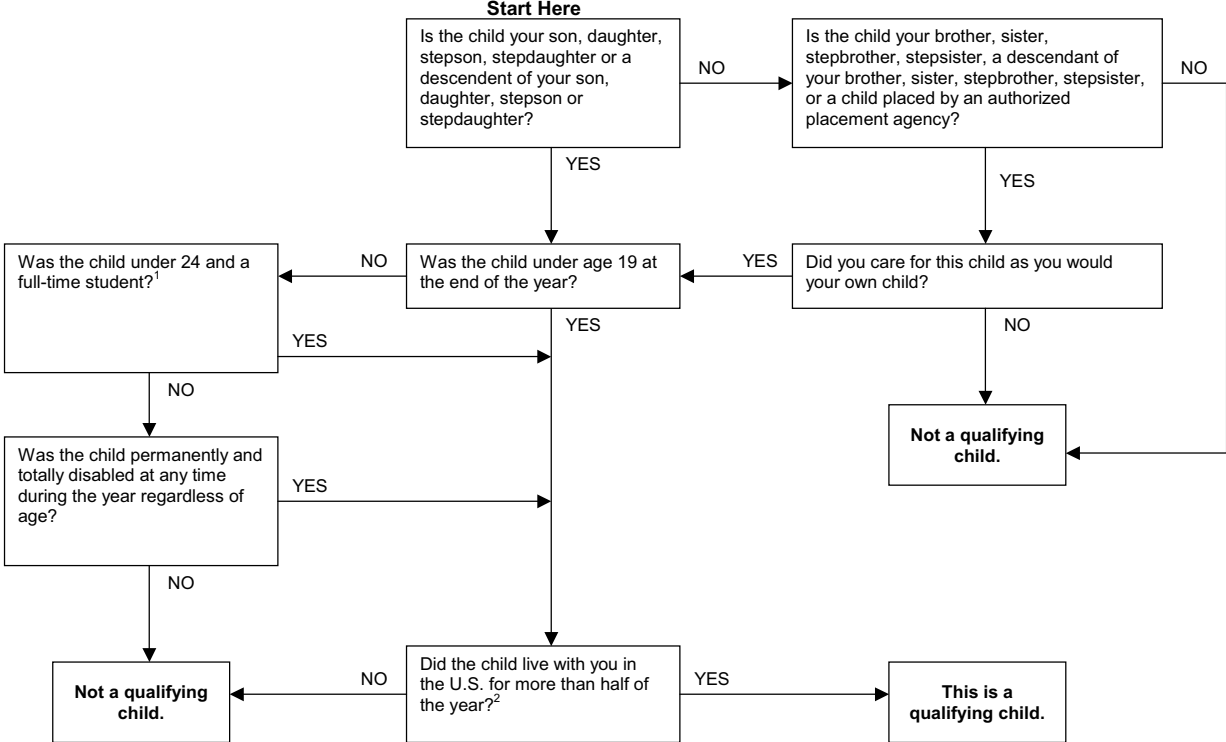 Start Here
Is the child your son, daughter,
stepson, stepdaughter or a
descendent of your son,
daughter, stepson or
stepdaughter?
NO
Is the child your brother, sister,
stepbrother, stepsister, a descendant of
your brother, sister, stepbrother, stepsister,
or a child placed by an authorized
placement agency?
NO
YES
YES
Was the child under 24 and a
full-time student?1
NO
Was the child under age 19 at
the end of the year?
YES
Did you care for this child as you would
your own child?
YES
YES
NO
NO
Not a qualifying
child.
Was the child permanently and
totally disabled at any time
during the year regardless of
age?
YES
NO
Not a qualifying
child.
NO
Did the child live with you in
the U.S. for more than half of
the year?2
YES
This is a
qualifying child.